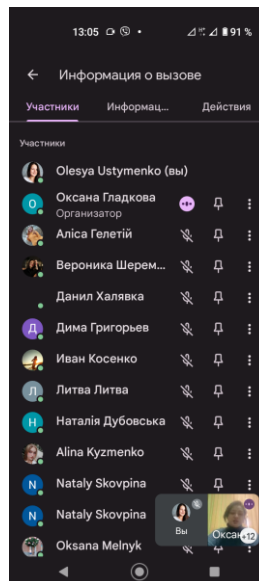 13:05
91 %
Информация о вызове
Участники Информац... Действия
Участники
Olesya Ustymenko (вы)
О Оксана Гладкова
Организатор
Аліса Гелетій
Вероника Шерем...
Данил Халявка
Д Дима Григорьев
Иван Косенко
Л Литва Литва
Н Наталія Дубовська
Alina Kyzmenko
N Nataly Skovpina
N Nataly Skovpina
Вы Оксан +12
Oksana Melnyk